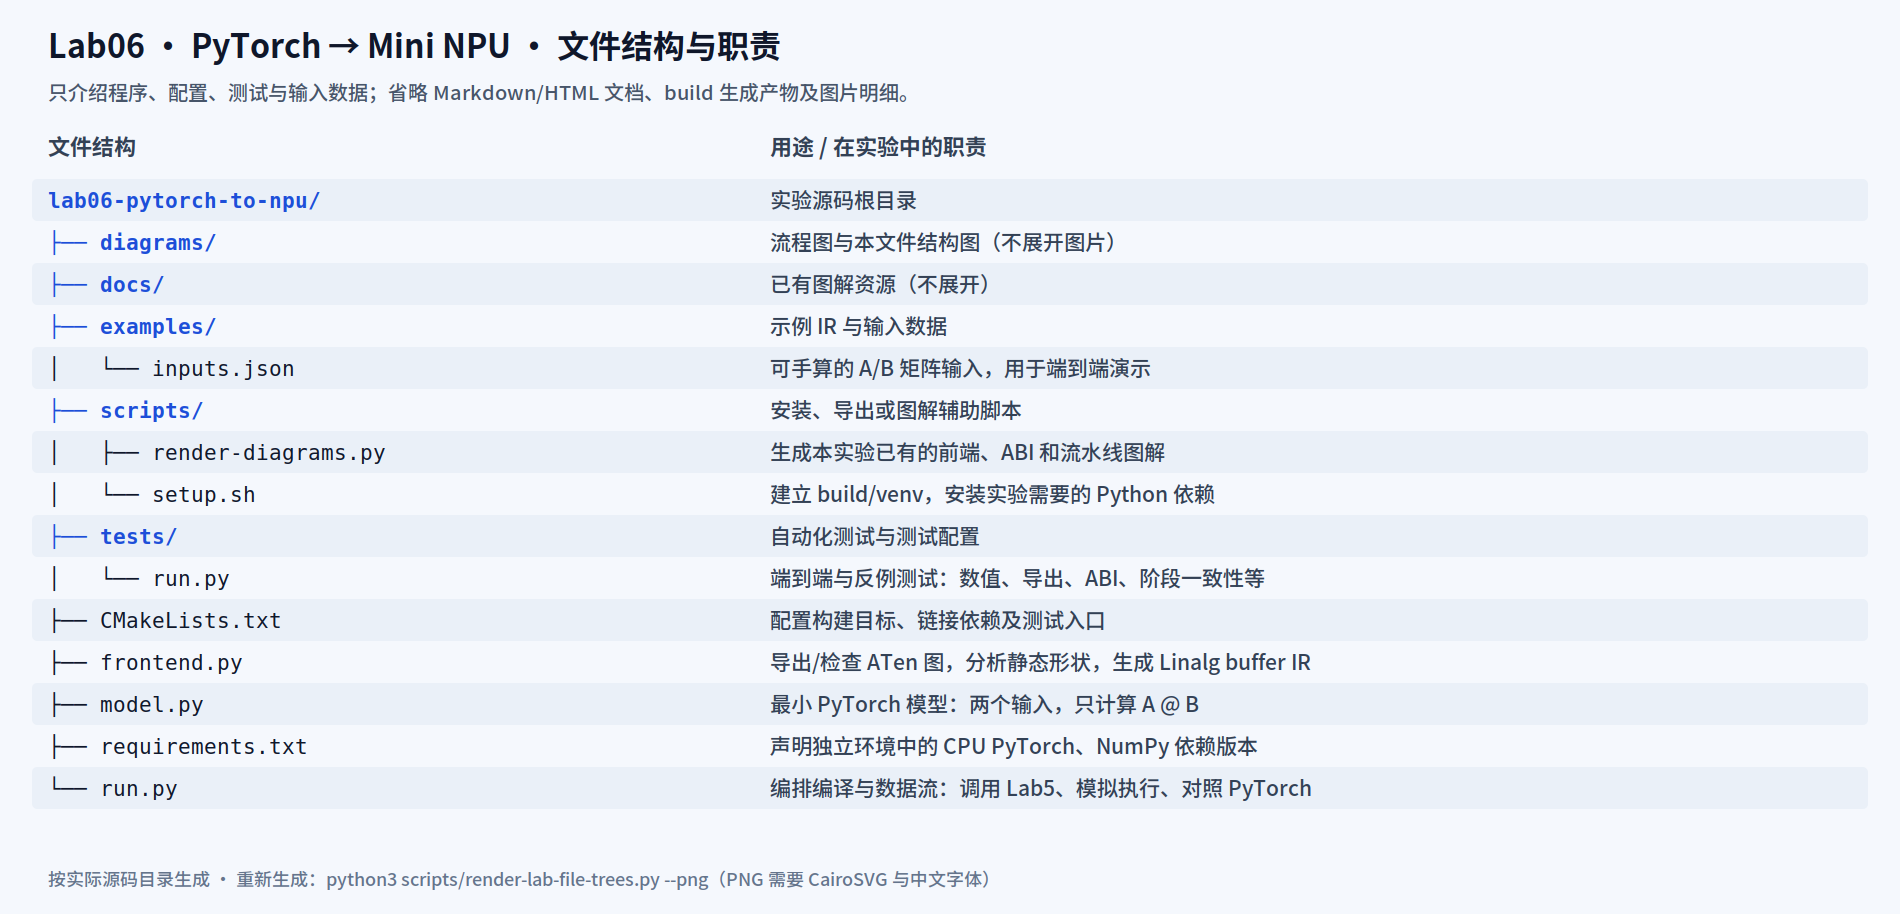 Lab06 • PyTorch → Mini NPU • 文件结构与职责
只介绍程序、配置、测试与输入数据；省略 Markdown/HTML 文档、build 生成产物及图片明细。
文件结构 用途 / 在实验中的职责
lab06-pytorch-to-npu/ 实验源码根目录
├── diagrams/ 流程图与本文件结构图（不展开图片）
├── docs/ 已有图解资源（不展开）
├── examples/ 示例 IR 与输入数据
│   └── inputs.json 可手算的 A/B 矩阵输入，用于端到端演示
├── scripts/ 安装、导出或图解辅助脚本
│   ├── render-diagrams.py 生成本实验已有的前端、ABI 和流水线图解
│   └── setup.sh 建立 build/venv，安装实验需要的 Python 依赖
├── tests/ 自动化测试与测试配置
│   └── run.py 端到端与反例测试：数值、导出、ABI、阶段一致性等
├── CMakeLists.txt 配置构建目标、链接依赖及测试入口
├── frontend.py 导出/检查 ATen 图，分析静态形状，生成 Linalg buffer IR
├── model.py 最小 PyTorch 模型：两个输入，只计算 A @ B
├── requirements.txt 声明独立环境中的 CPU PyTorch、NumPy 依赖版本
└── run.py 编排编译与数据流：调用 Lab5、模拟执行、对照 PyTorch
按实际源码目录生成 • 重新生成：python3 scripts/render-lab-file-trees.py --png（PNG 需要 CairoSVG 与中文字体）